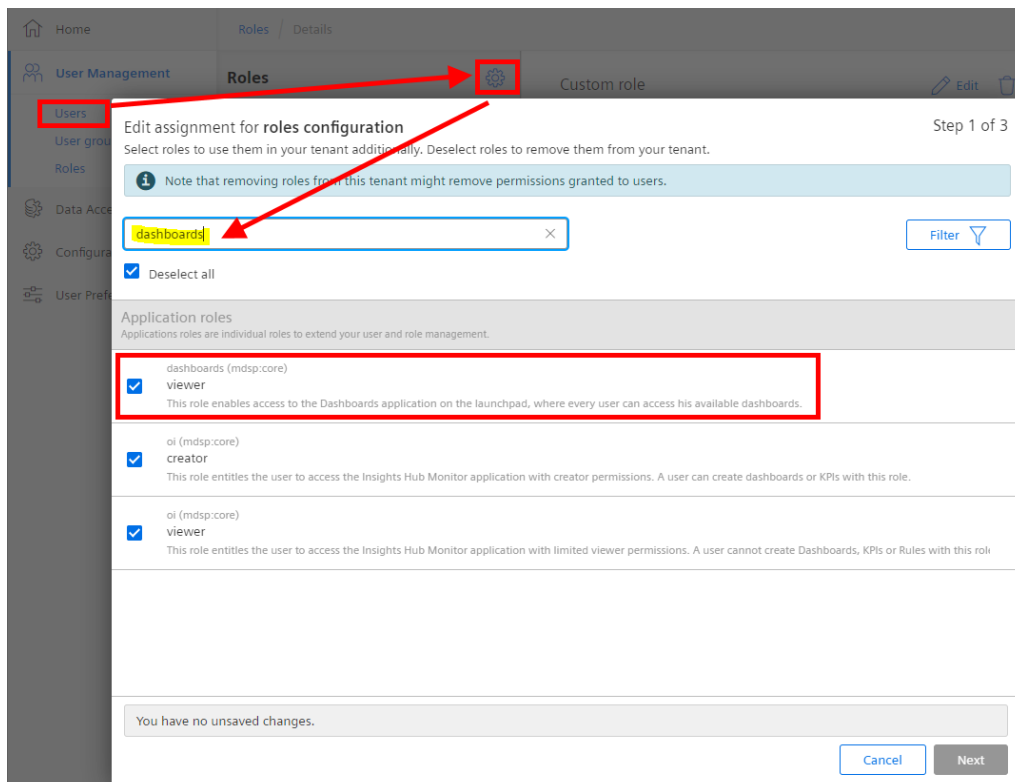 Home
Roles / Details
User Management
Roles
Custom role
Edit
Users
User grou
Roles
Data Acce
Configura
User Prefe
Edit assignment for roles configuration
Step 1 of 3
Select roles to use them in your tenant additionally. Deselect roles to remove them from your tenant.
Note that removing roles from this tenant might remove permissions granted to users.
dashboards
Filter
Deselect all
Application roles
Applications roles are individual roles to extend your user and role management.
dashboards (mdsp:core)
viewer
This role enables access to the Dashboards application on the launchpad, where every user can access his available dashboards.
oi (mdsp:core)
creator
This role entitles the user to access the Insights Hub Monitor application with creator permissions. A user can create dashboards or KPIs with this role.
oi (mdsp:core)
viewer
This role entitles the user to access the Insights Hub Monitor application with limited viewer permissions. A user cannot create Dashboards, KPIs or Rules with this role
You have no unsaved changes.
Cancel
Next